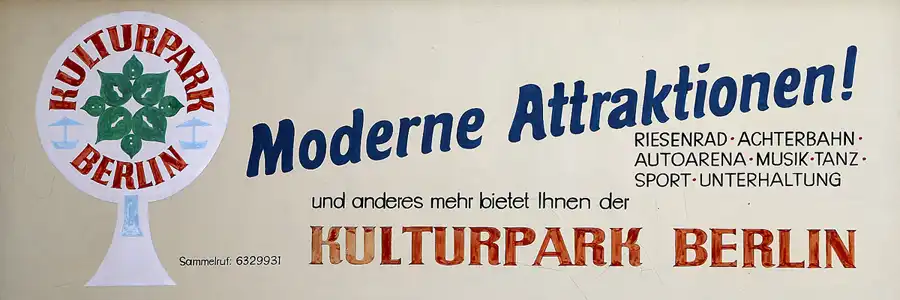 KULTURPARK
BERLIN
Moderne Attraktionen!
RIESENRAD · ACHTERBAHN ·
AUTOARENA · MUSIK · TANZ ·
SPORT · UNTERHALTUNG
und anderes mehr bietet Ihnen der
KULTURPARK BERLIN
Sammelruf: 6329931